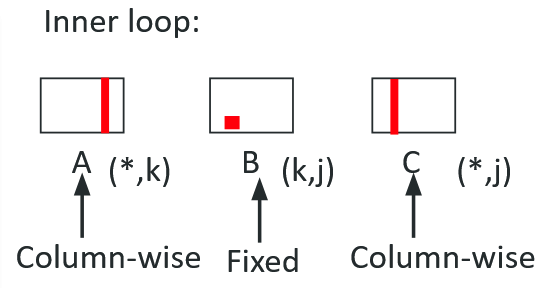 Inner loop:
A (*,k) B (k,j) C (*,j)
Column-wise Fixed Column-wise